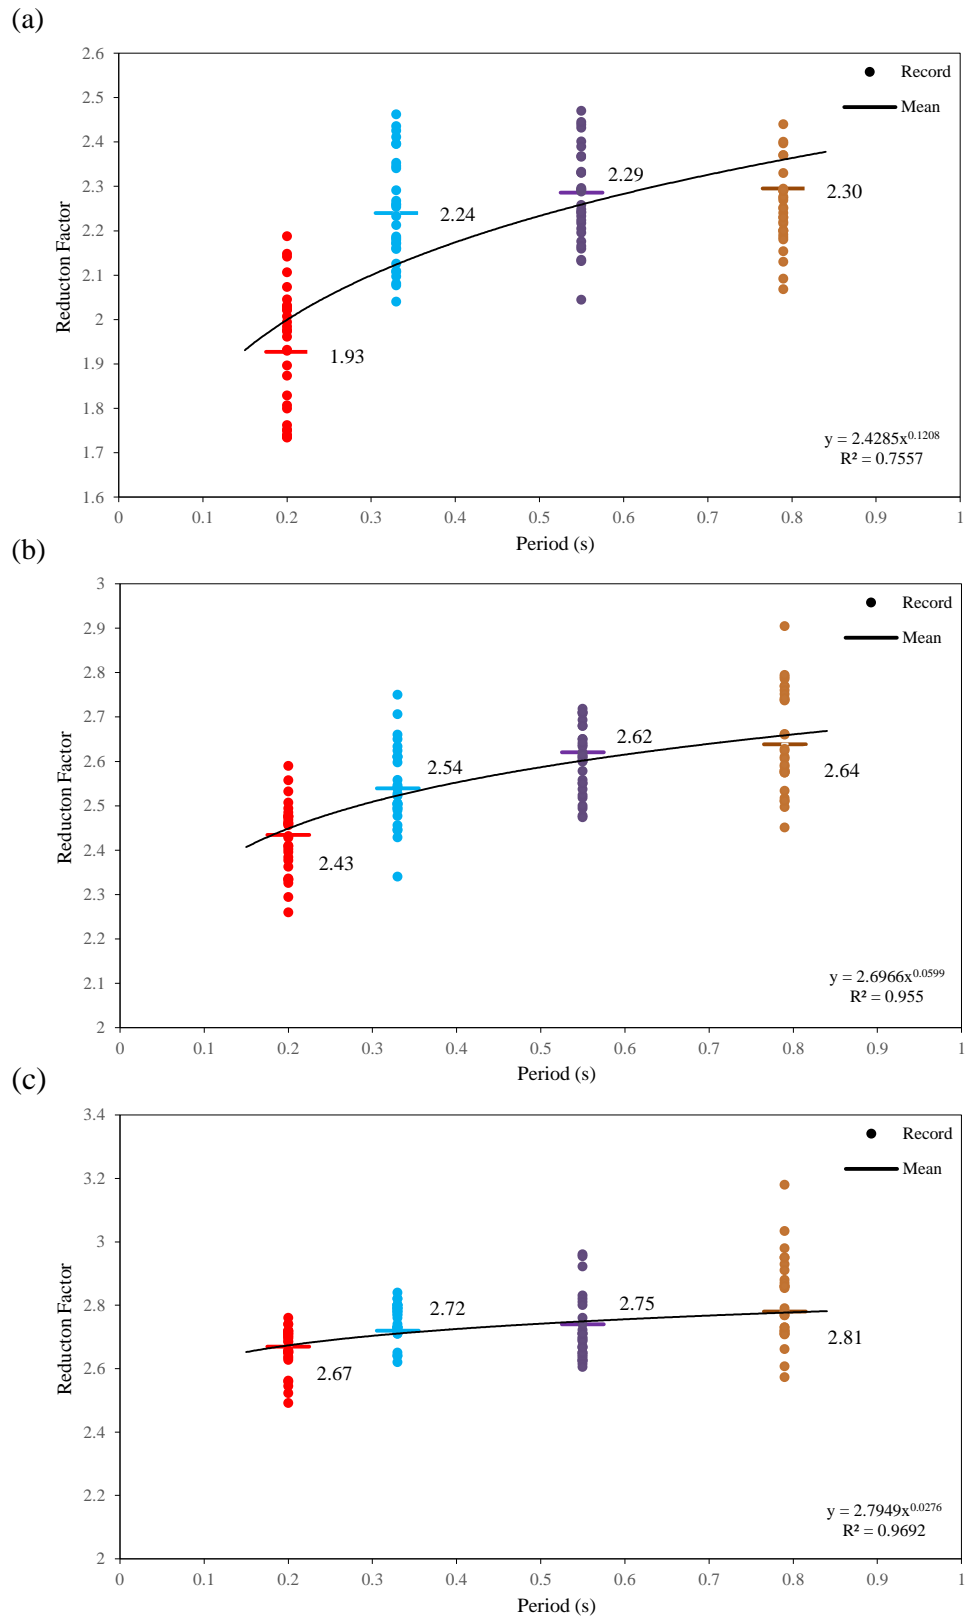 (a)
2.6
2.5
2.4
2.3
2.2
2.1
2
1.9
1.8
1.7
1.6
Reducton Factor
Record
Mean
1.93
2.24
2.29
2.30
y = 2.4285x^0.1208
R² = 0.7557
0 0.1 0.2 0.3 0.4 0.5 0.6 0.7 0.8 0.9 1
Period (s)
(b)
3
2.9
2.8
2.7
2.6
2.5
2.4
2.3
2.2
2.1
2
Reducton Factor
Record
Mean
2.43
2.54
2.62
2.64
y = 2.6966x^0.0599
R² = 0.955
0 0.1 0.2 0.3 0.4 0.5 0.6 0.7 0.8 0.9 1
Period (s)
(c)
3.4
3.2
3
2.8
2.6
2.4
2.2
2
Reducton Factor
Record
Mean
2.67
2.72
2.75
2.81
y = 2.7949x^0.0276
R² = 0.9692
0 0.1 0.2 0.3 0.4 0.5 0.6 0.7 0.8 0.9 1
Period (s)